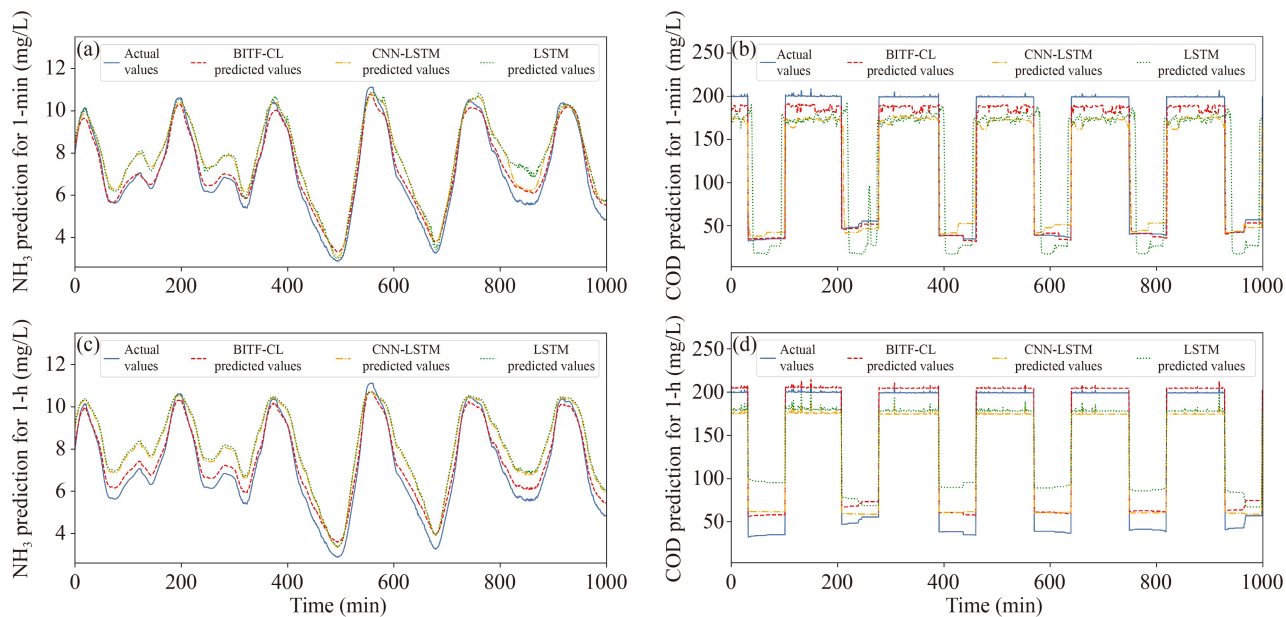 (a)
Actual values
BITF-CL predicted values
CNN-LSTM predicted values
LSTM predicted values
NH₃ prediction for 1-min (mg/L)
12
10
8
6
4
0 200 400 600 800 1000
(b)
Actual values
BITF-CL predicted values
CNN-LSTM predicted values
LSTM predicted values
COD prediction for 1-min (mg/L)
250
200
150
100
50
0 200 400 600 800 1000
(c)
Actual values
BITF-CL predicted values
CNN-LSTM predicted values
LSTM predicted values
NH₃ prediction for 1-h (mg/L)
12
10
8
6
4
0 200 400 600 800 1000
Time (min)
(d)
Actual values
BITF-CL predicted values
CNN-LSTM predicted values
LSTM predicted values
COD prediction for 1-h (mg/L)
250
200
150
100
50
0 200 400 600 800 1000
Time (min)